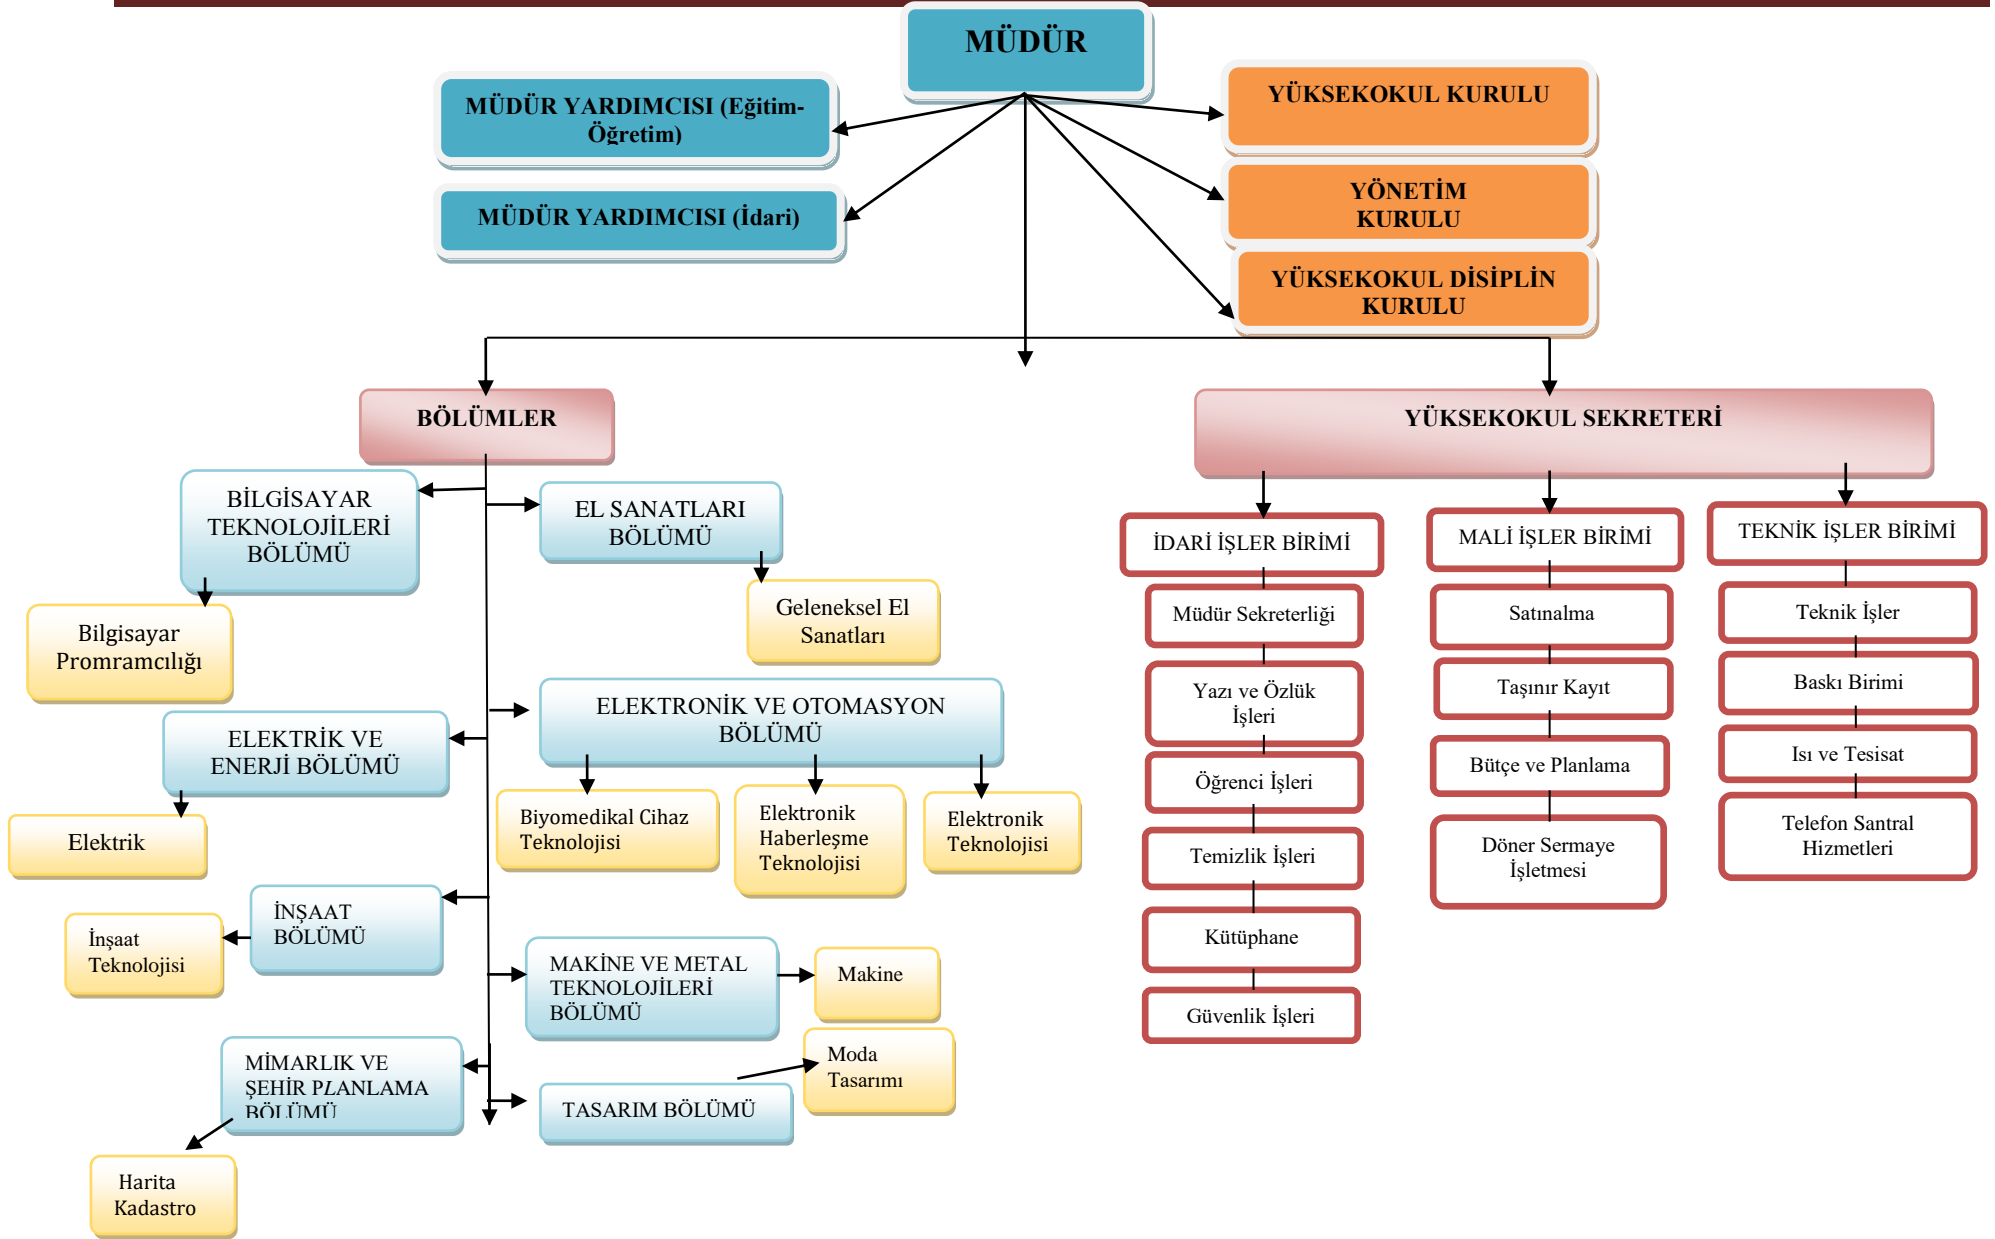 MÜDÜR
MÜDÜR YARDIMCISI (Eğitim-
Öğretim)
MÜDÜR YARDIMCISI (İdari)
YÜKSEKOKUL KURULU
YÖNETİM
KURULU
YÜKSEKOKUL DİSİPLİN
KURULU
BÖLÜMLER
BİLGİSAYAR
TEKNOLOJİLERİ
BÖLÜMÜ
Bilgisayar
Promramcılığı
EL SANATLARI
BÖLÜMÜ
Geleneksel El
Sanatları
ELEKTRİK VE
ENERJİ BÖLÜMÜ
Elektrik
ELEKTRONİK VE OTOMASYON
BÖLÜMÜ
Biyomedikal Cihaz
Teknolojisi
Elektronik
Haberleşme
Teknolojisi
Elektronik
Teknolojisi
İNŞAAT
BÖLÜMÜ
İnşaat
Teknolojisi
MAKİNE VE METAL
TEKNOLOJİLERİ
BÖLÜMÜ
Makine
MİMARLIK VE
ŞEHİR PLANLAMA
BÖLÜMÜ
Harita
Kadastro
TASARIM BÖLÜMÜ
Moda
Tasarımı
YÜKSEKOKUL SEKRETERİ
İDARİ İŞLER BİRİMİ
Müdür Sekreterliği
Yazı ve Özlük
İşleri
Öğrenci İşleri
Temizlik İşleri
Kütüphane
Güvenlik İşleri
MALİ İŞLER BİRİMİ
Satınalma
Taşınır Kayıt
Bütçe ve Planlama
Döner Sermaye
İşletmesi
TEKNİK İŞLER BİRİMİ
Teknik İşler
Baskı Birimi
Isı ve Tesisat
Telefon Santral
Hizmetleri